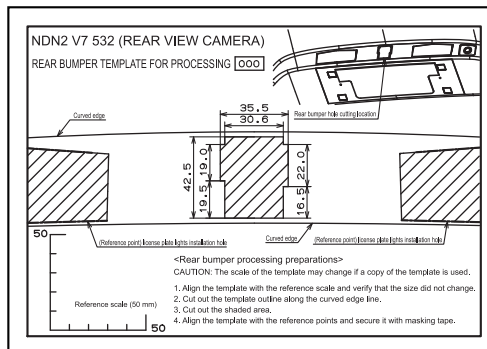 NDN2 V7 532 (REAR VIEW CAMERA)
REAR BUMPER TEMPLATE FOR PROCESSING 000
Rear bumper hole cutting location
35.5
30.6
Curved edge
42.5
19.0
19.5
22.0
16.5
(Reference point) license plate lights installation hole
Curved edge
(Reference point) license plate lights installation hole
50
Reference scale (50 mm)
50
<Rear bumper processing preparations>
CAUTION: The scale of the template may change if a copy of the template is used.
1. Align the template with the reference scale and verify that the size did not change.
2. Cut out the template outline along the curved edge line.
3. Cut out the shaded area.
4. Align the template with the reference points and secure it with masking tape.